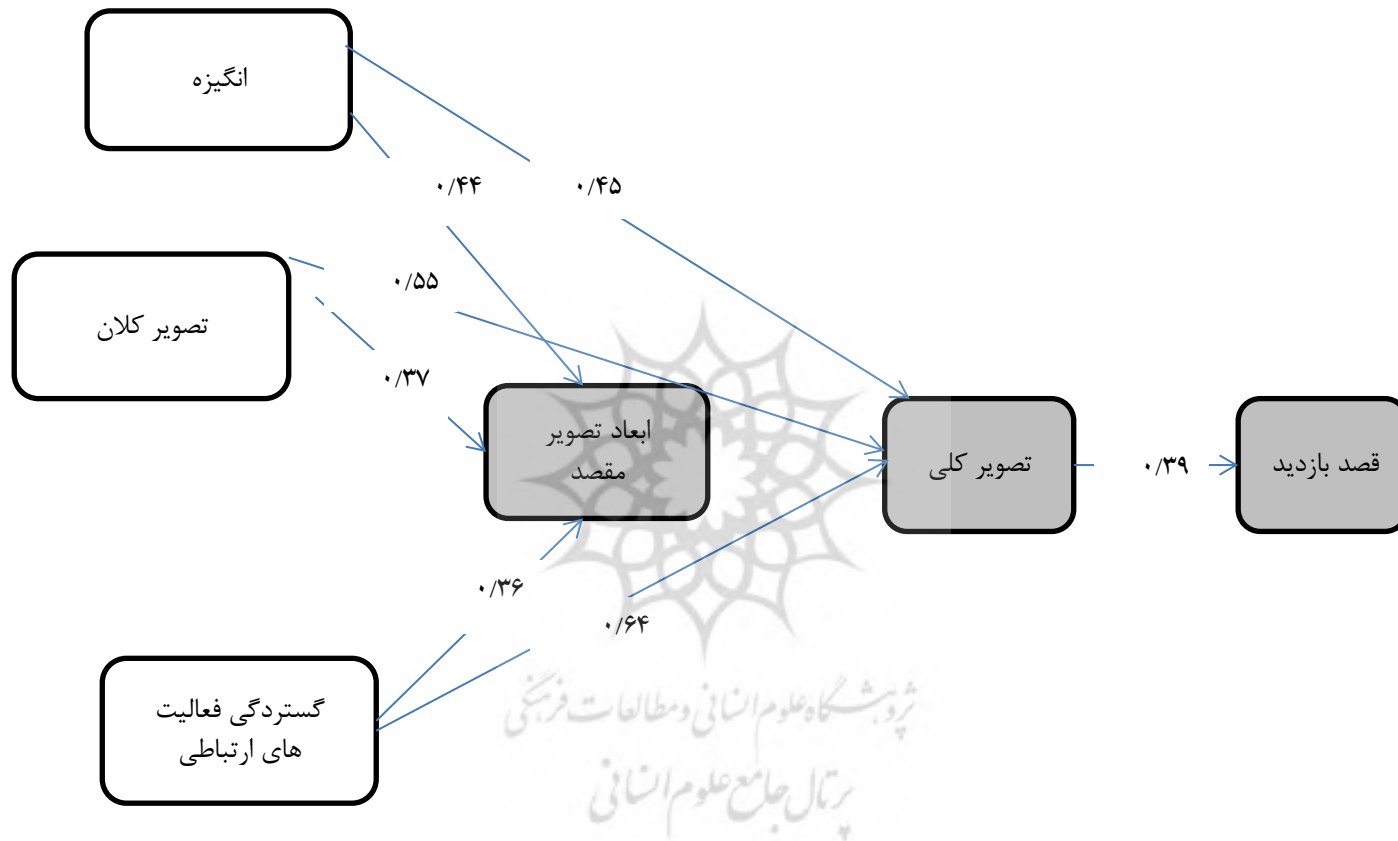 انگیزه
۰/۴۴
۰/۴۵
۰/۵۵
تصویر کلان
۰/۳۷
ابعاد تصویر
مقصد
تصویر کلی
۰/۳۹
قصد بازدید
۰/۳۶
۰/۶۴
گستردگی فعالیت
های ارتباطی
پژوهشگاه علوم انسانی و مطالعات فرهنگی
پرتال جامع علوم انسانی